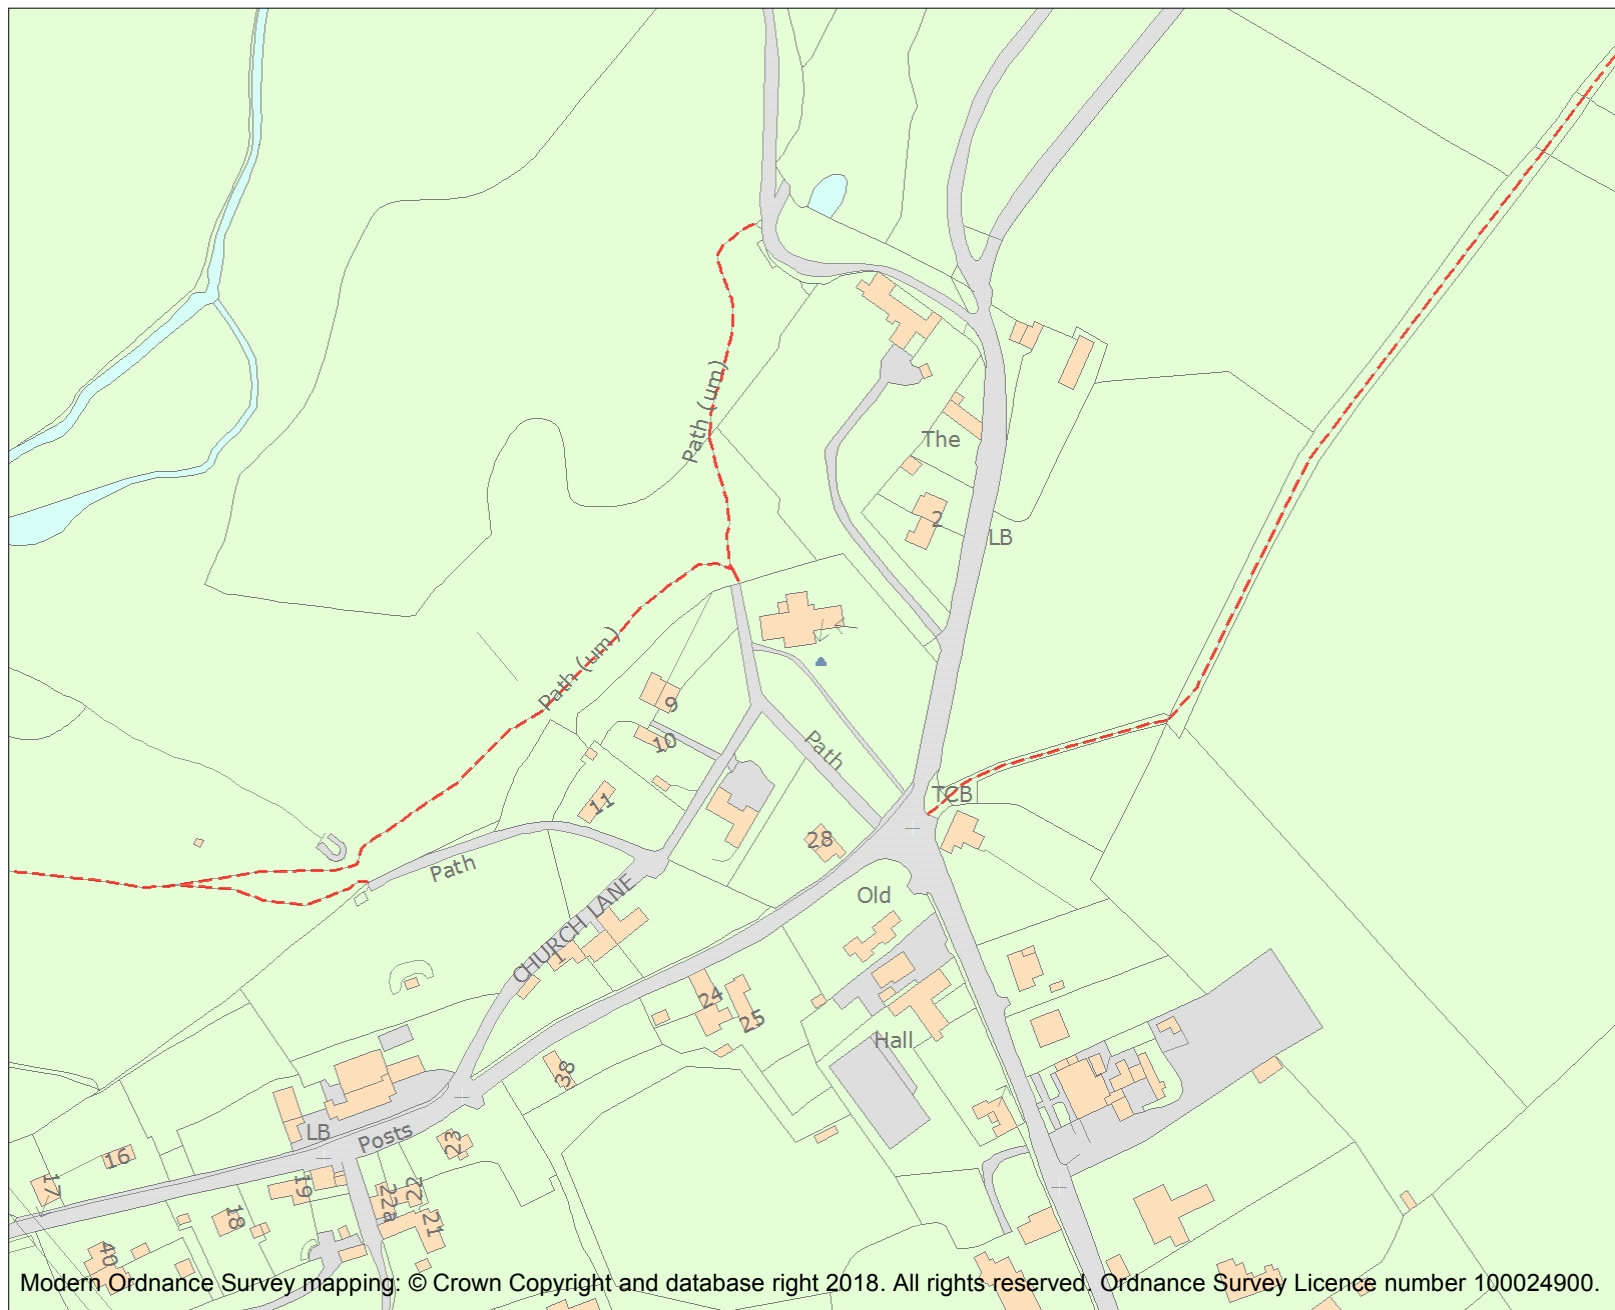 Path (um)
The
2
LB
Path (um)
9
10
Path
11
TCB
28
Path
CHURCH LANE
Old
1
24
25
Hall
38
LB
Posts
23
16
17
19
22
22a
18
21
40
Modern Ordnance Survey mapping: © Crown Copyright and database right 2018. All rights reserved. Ordnance Survey Licence number 100024900.